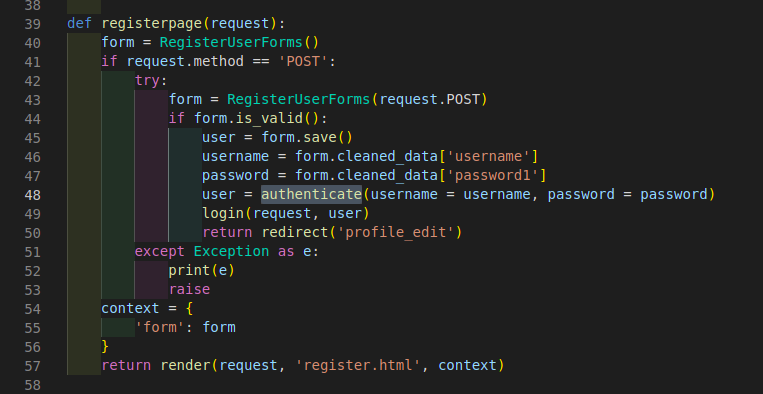 38
39 def registerpage(request):
40     form = RegisterUserForms()
41     if request.method == 'POST':
42         try:
43             form = RegisterUserForms(request.POST)
44             if form.is_valid():
45                 user = form.save()
46                 username = form.cleaned_data['username']
47                 password = form.cleaned_data['password1']
48                 user = authenticate(username = username, password = password)
49                 login(request, user)
50                 return redirect('profile_edit')
51         except Exception as e:
52             print(e)
53             raise
54     context = {
55         'form': form
56     }
57     return render(request, 'register.html', context)
58